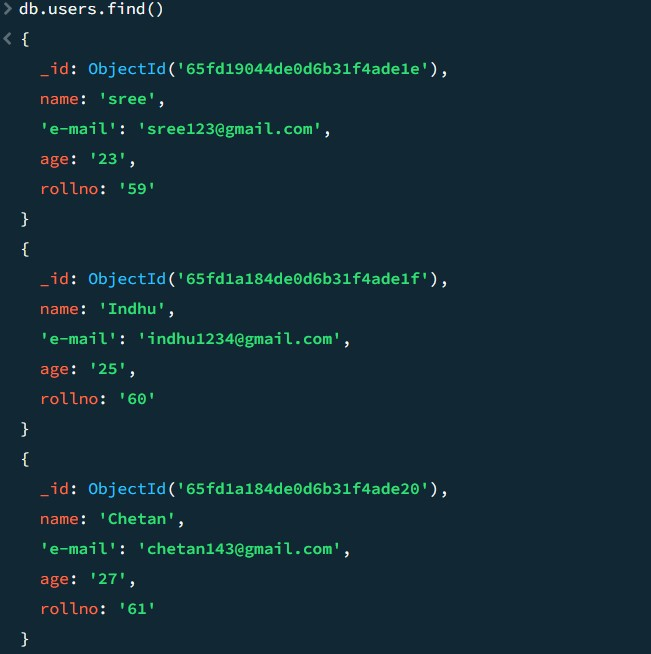 > db.users.find()
< {
_id: ObjectId('65fd19044de0d6b31f4ade1e'),
name: 'sree',
'e-mail': 'sree123@gmail.com',
age: '23',
rollno: '59'
}
{
_id: ObjectId('65fd1a184de0d6b31f4ade1f'),
name: 'Indhu',
'e-mail': 'indhu1234@gmail.com',
age: '25',
rollno: '60'
}
{
_id: ObjectId('65fd1a184de0d6b31f4ade20'),
name: 'Chetan',
'e-mail': 'chetan143@gmail.com',
age: '27',
rollno: '61'
}